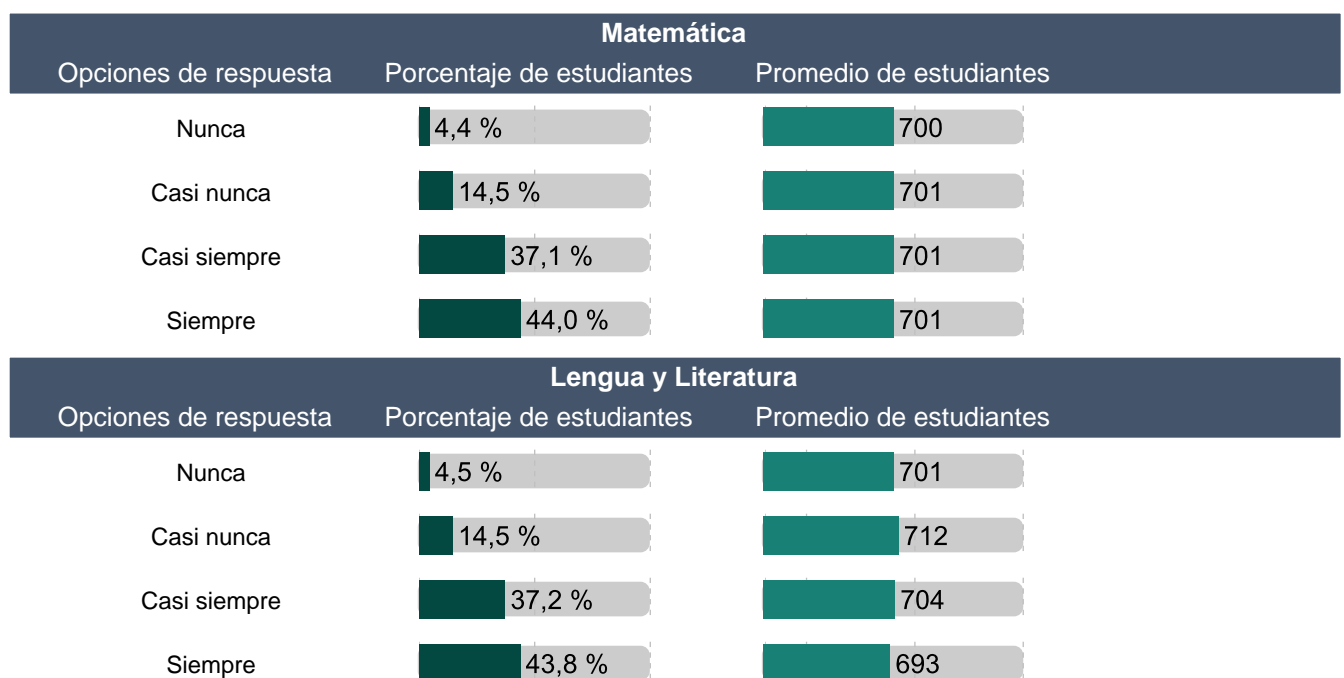 Matemática
Opciones de respuesta Porcentaje de estudiantes Promedio de estudiantes
Nunca 4,4 % 700
Casi nunca 14,5 % 701
Casi siempre 37,1 % 701
Siempre 44,0 % 701
Lengua y Literatura
Opciones de respuesta Porcentaje de estudiantes Promedio de estudiantes
Nunca 4,5 % 701
Casi nunca 14,5 % 712
Casi siempre 37,2 % 704
Siempre 43,8 % 693